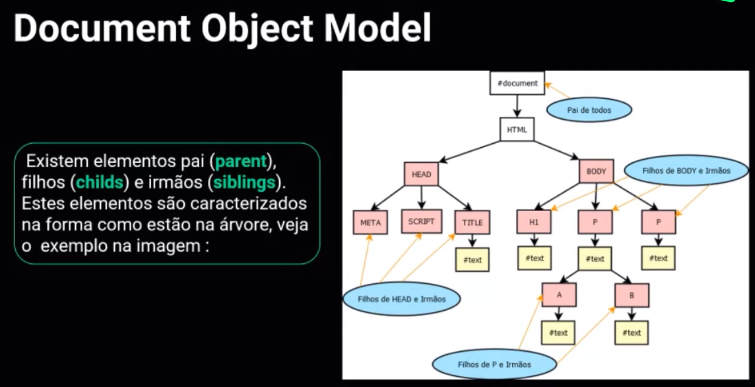 Document Object Model
Existem elementos pai (parent),
filhos (childs) e irmãos (siblings).
Estes elementos são caracterizados
na forma como estão na árvore, veja
o exemplo na imagem :
#document
Pai de todos
HTML
HEAD
BODY
Filhos de BODY e Irmãos
META
SCRIPT
TITLE
H1
P
P
#text
#text
#text
#text
Filhos de HEAD e Irmãos
A
B
#text
#text
Filhos de P e Irmãos